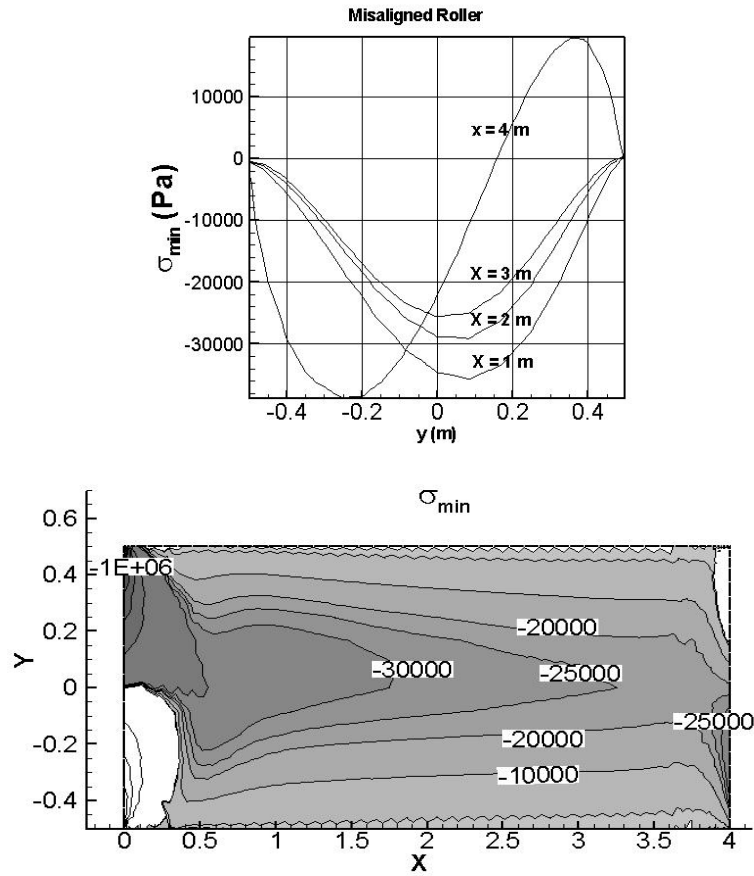 Misaligned Roller
σmin (Pa)
10000
0
-10000
-20000
-30000
x = 4 m
X = 3 m
X = 2 m
X = 1 m
-0.4
-0.2
0
0.2
0.4
y (m)
σmin
Y
0.6
0.4
0.2
0
-0.2
-0.4
-1E+06
-20000
-30000
-25000
-25000
-20000
-10000
0
0.5
1
1.5
2
2.5
3
3.5
4
X